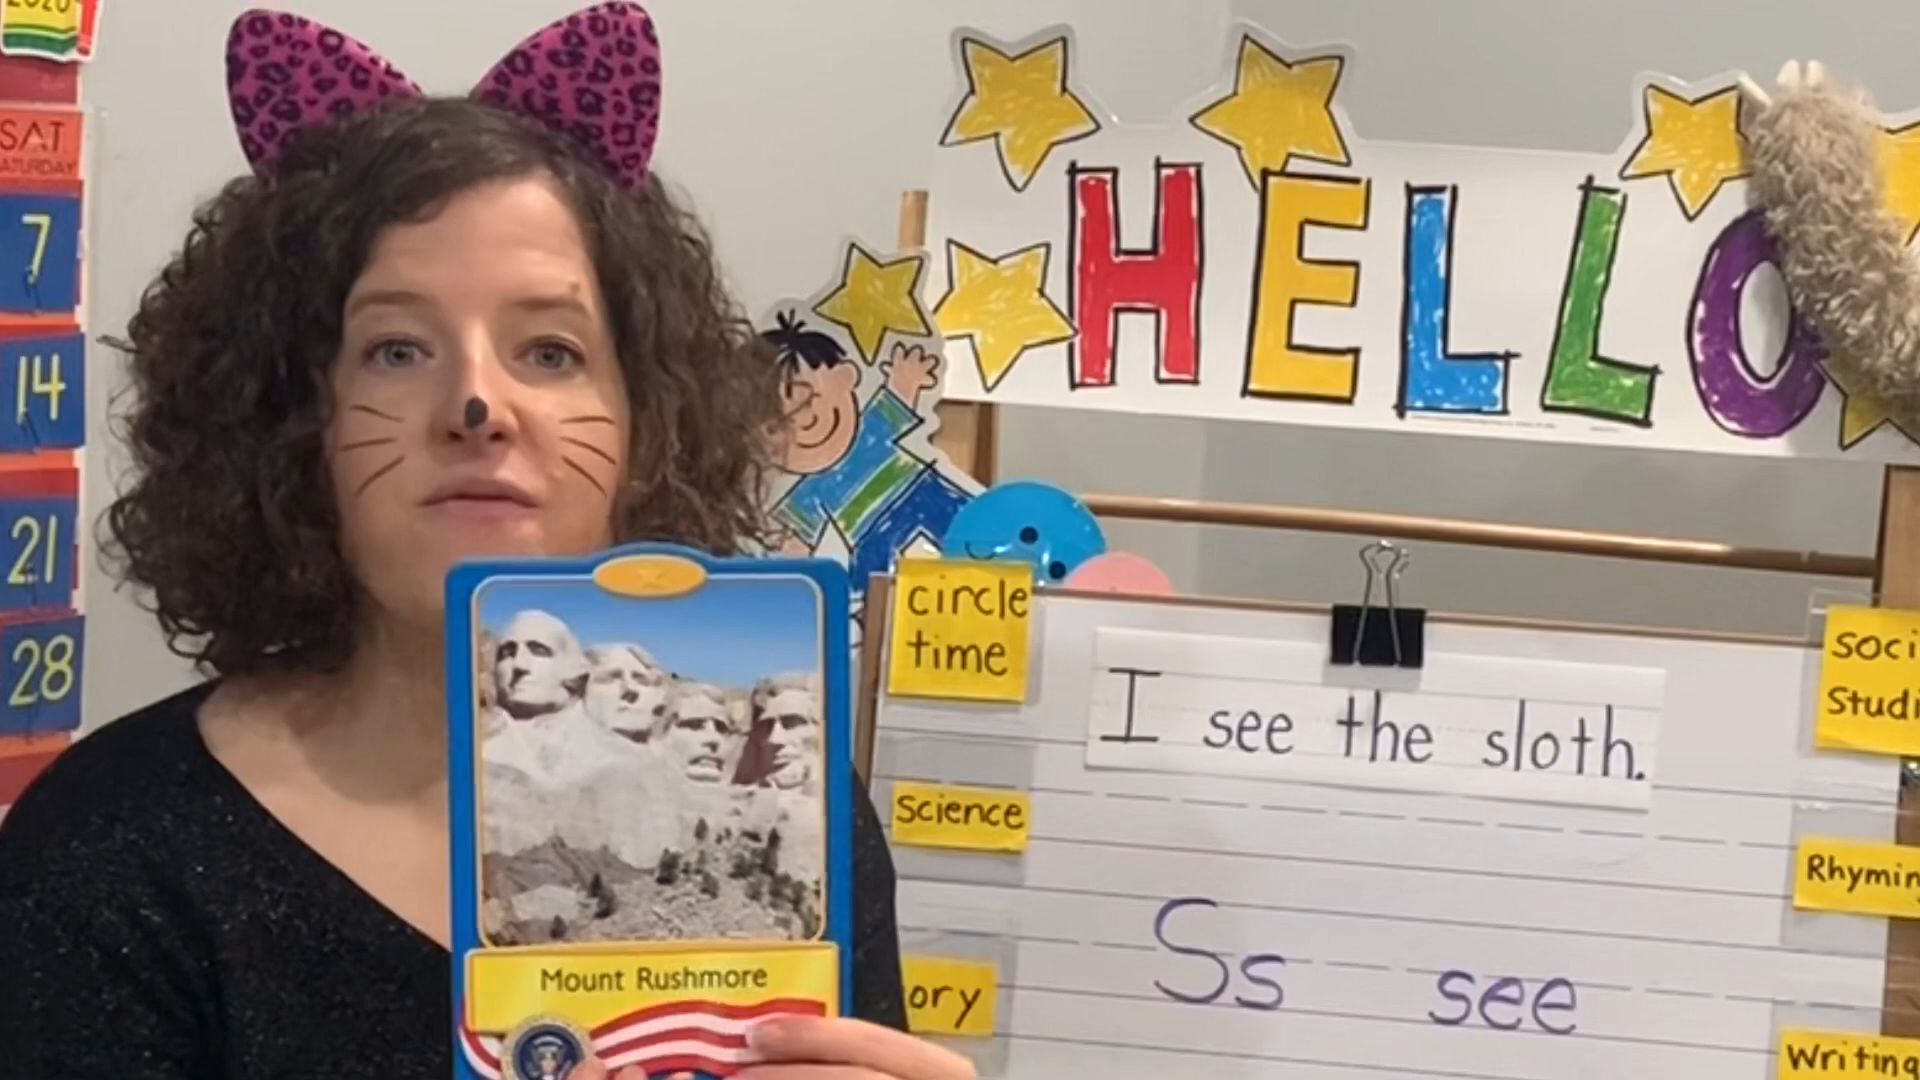 2020
SAT
SATURDAY
7
14
21
28
HELLO
Mount Rushmore
circle
time
science
ory
I see the sloth.
Ss see
soci
Studi
Rhymin
Writing